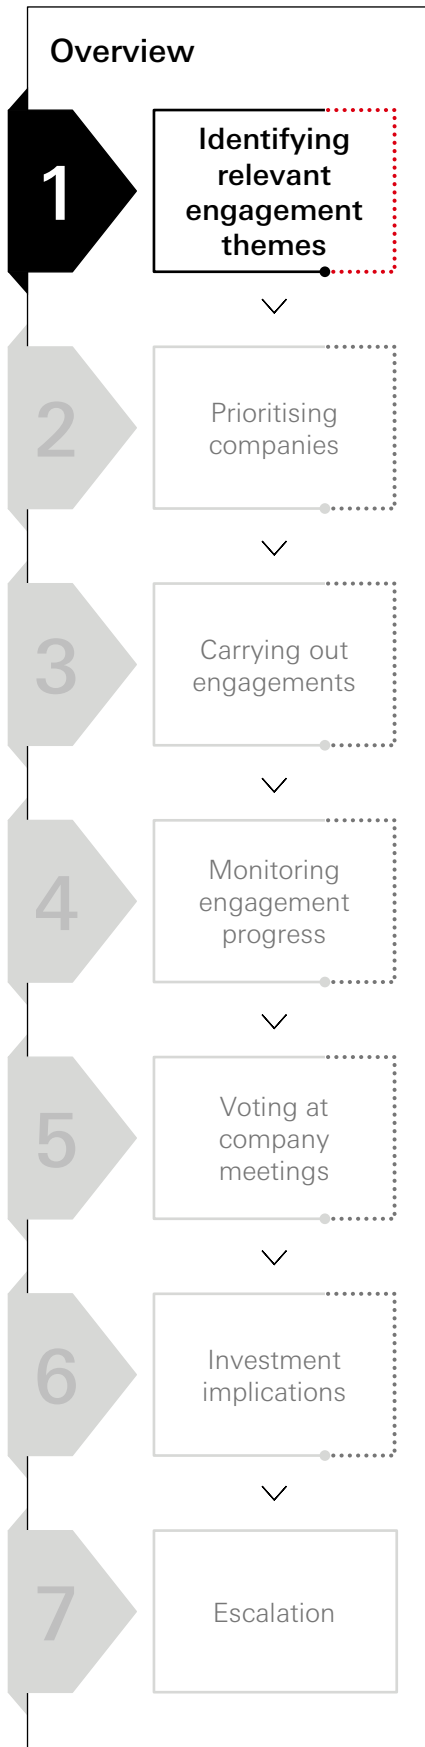 Overview
1
Identifying
relevant
engagement
themes
2
Prioritising
companies
3
Carrying out
engagements
4
Monitoring
engagement
progress
5
Voting at
company
meetings
6
Investment
implications
7
Escalation